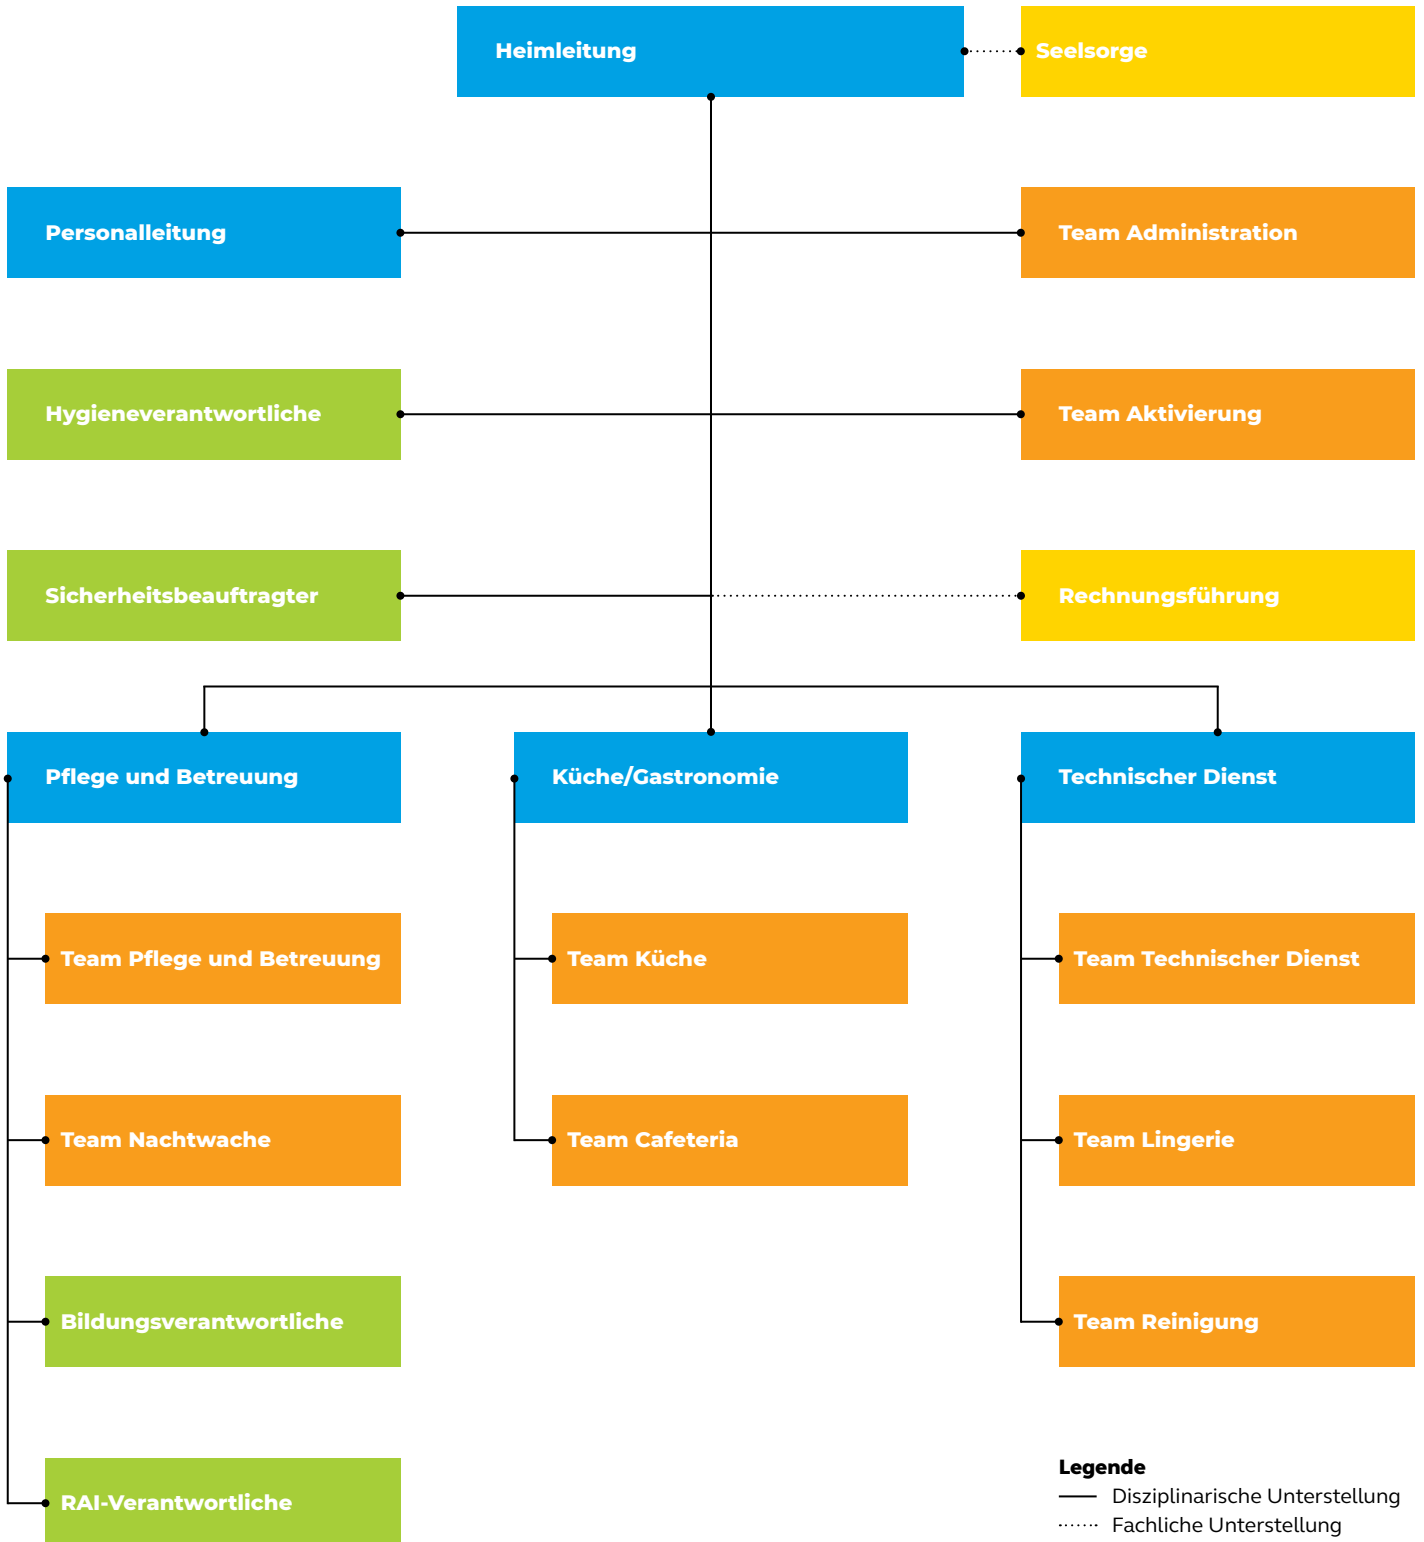 Heimleitung
Seelsorge
Personalleitung
Team Administration
Hygieneverantwortliche
Team Aktivierung
Sicherheitsbeauftragter
Rechnungsführung
Pflege und Betreuung
Küche/Gastronomie
Technischer Dienst
Team Pflege und Betreuung
Team Küche
Team Technischer Dienst
Team Nachtwache
Team Cafeteria
Team Lingerie
Bildungsverantwortliche
Team Reinigung
RAI-Verantwortliche
Legende
Disziplinarische Unterstellung
Fachliche Unterstellung